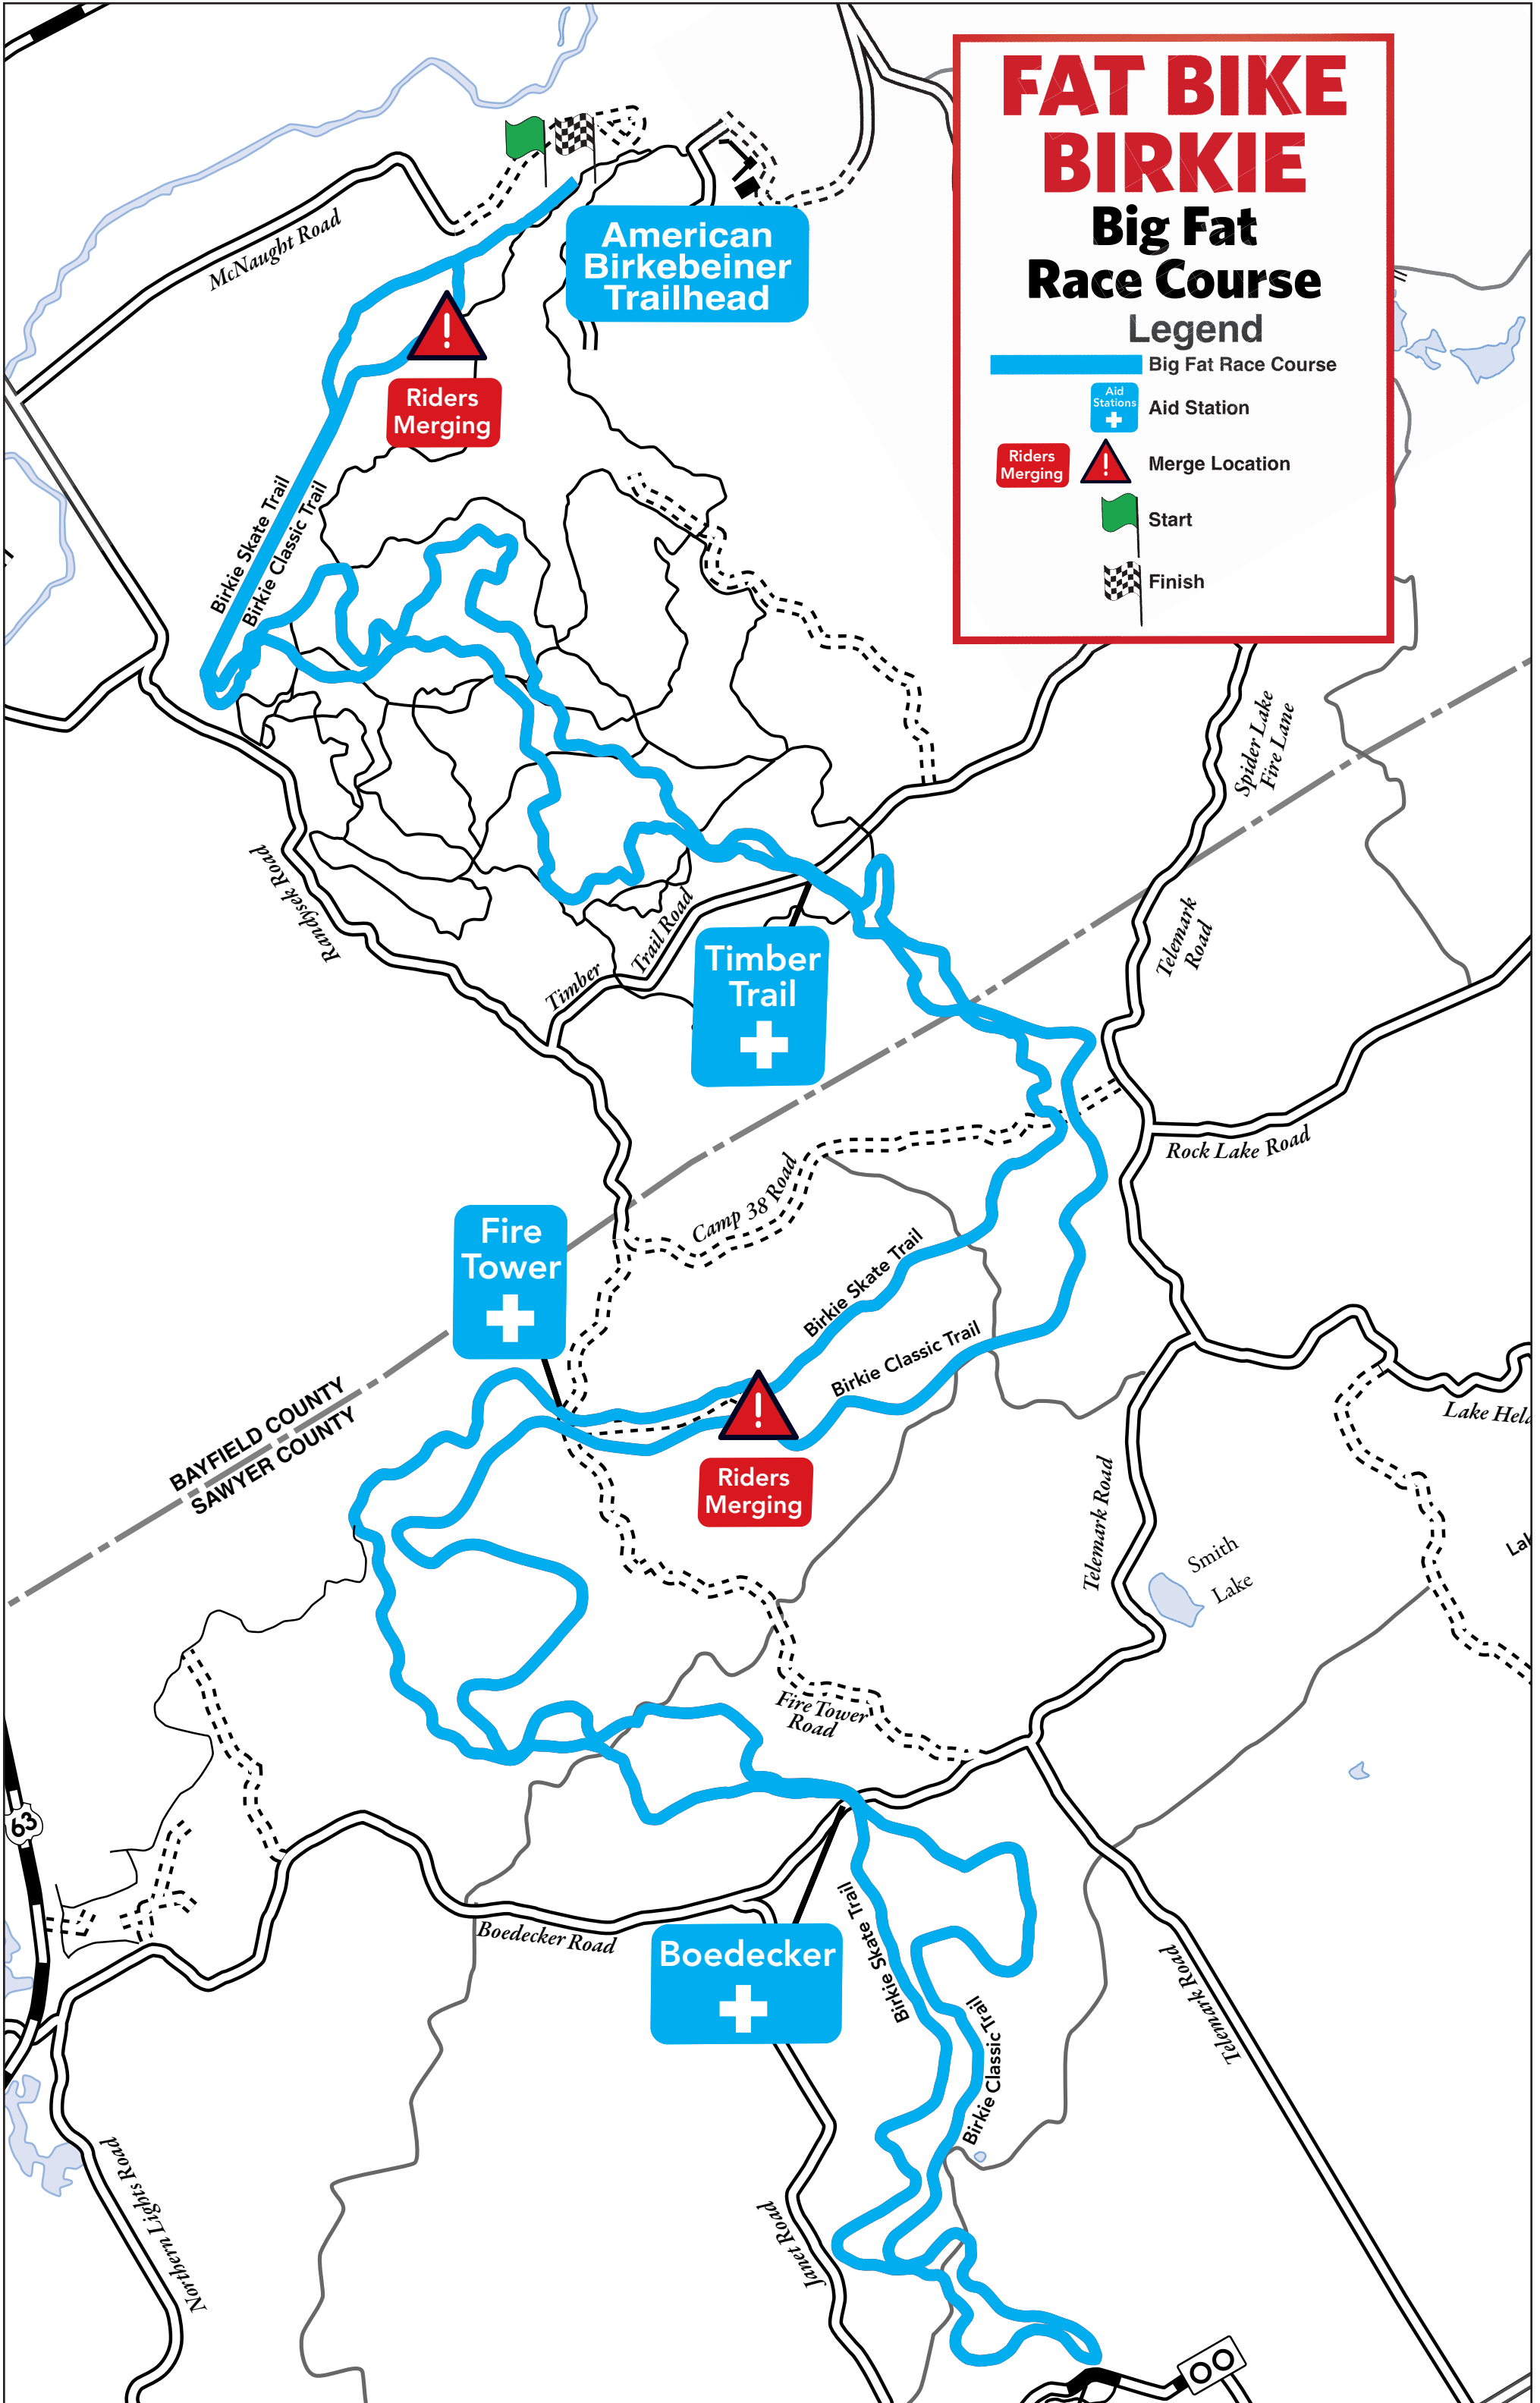 FAT BIKE
BIRKIE
Big Fat
Race Course
Legend
Big Fat Race Course
Aid
Stations
Aid Station
Riders
Merging
!
Merge Location
Start
Finish
American
Birkebeiner
Trailhead
McNaught Road
!
Riders
Merging
Birkie Skate Trail
Birkie Classic Trail
Spider Lake
Fire Lane
Randysek Road
Timber
Trail Road
Telemark
Road
Timber
Trail
Rock Lake Road
Camp 38 Road
Fire
Tower
Birkie Skate Trail
Birkie Classic Trail
BAYFIELD COUNTY
SAWYER COUNTY
!
Riders
Merging
Telemark Road
Smith
Lake
Fire Tower
Road
63
Boedecker Road
Boedecker
Birkie Skate Trail
Birkie Classic Trail
Telemark Road
Northern Lights Road
Janet Road